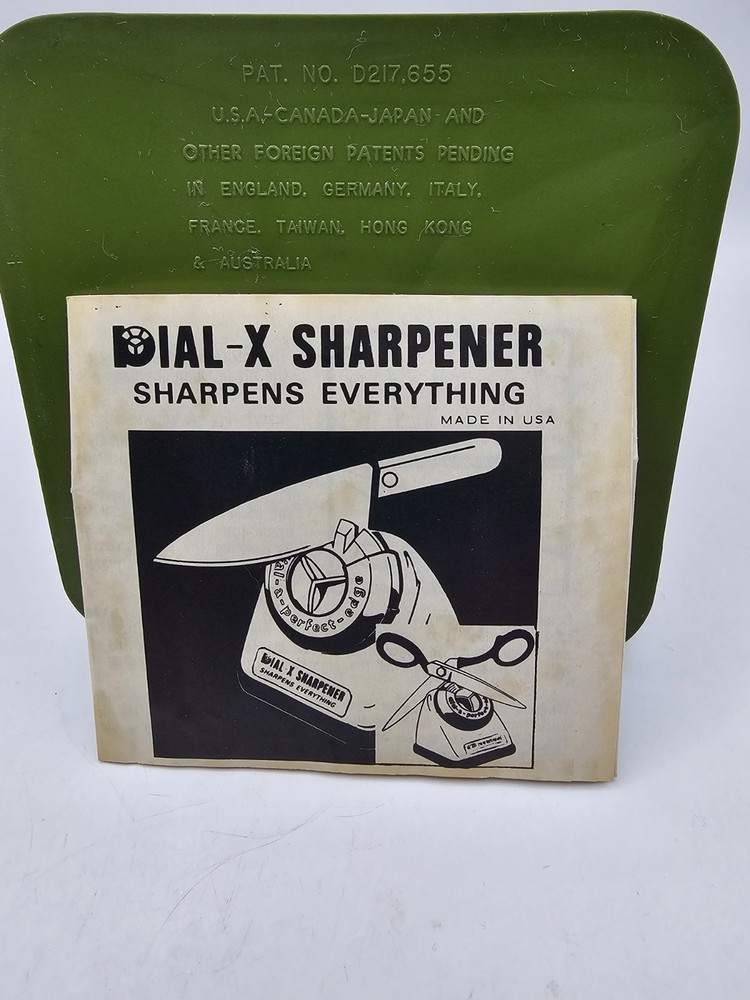 PAT. NO. D217,655
U.S.A.-CANADA-JAPAN AND
OTHER FOREIGN PATENTS PENDING
IN ENGLAND, GERMANY, ITALY,
FRANCE, TAIWAN, HONG KONG
& AUSTRALIA
DIAL-X SHARPENER
SHARPENS EVERYTHING
MADE IN USA
dial-a-perfect-edge
DIAL-X SHARPENER
SHARPENS EVERYTHING